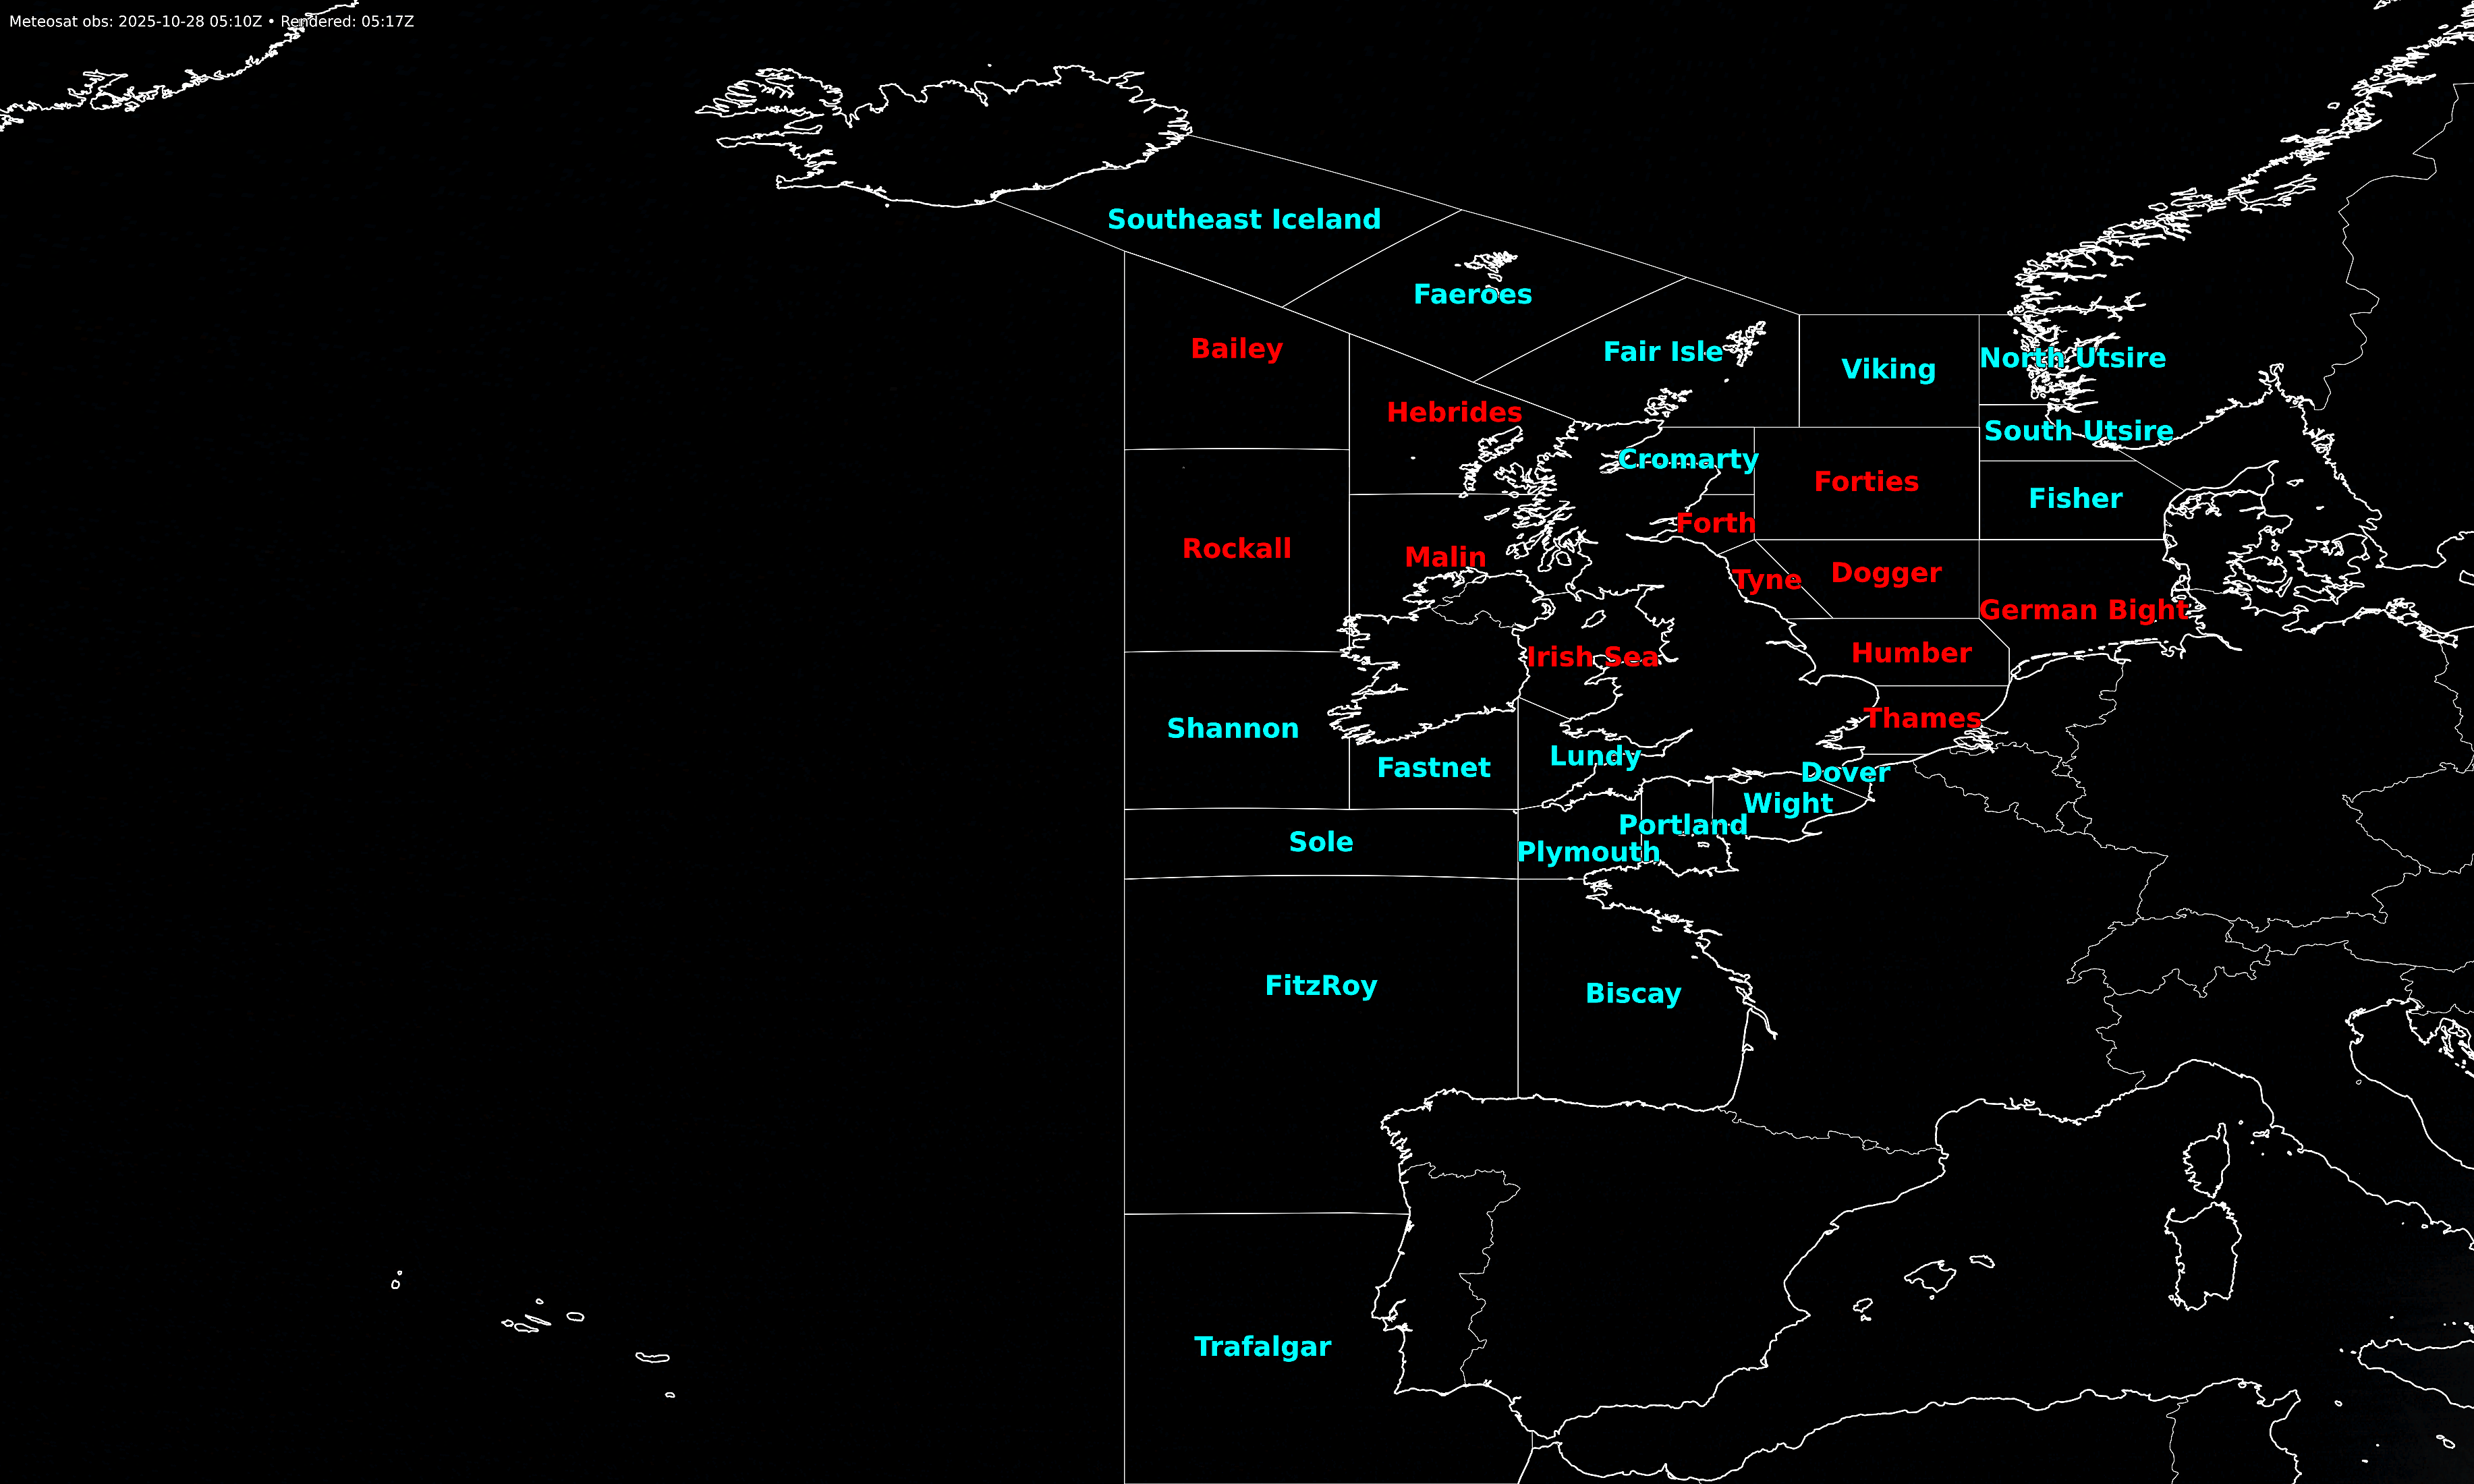 Meteosat obs: 2025-10-28 05:10Z • Rendered: 05:17Z
Southeast Iceland
Faeroes
Bailey
Fair Isle
North Utsire
Viking
Hebrides
South Utsire
Cromarty
Forties
Fisher
Forth
Rockall
Malin
Tyne
Dogger
German Bight
Irish Sea
Humber
Thames
Shannon
Lundy
Fastnet
Dover
Wight
Portland
Sole
Plymouth
FitzRoy
Biscay
Trafalgar